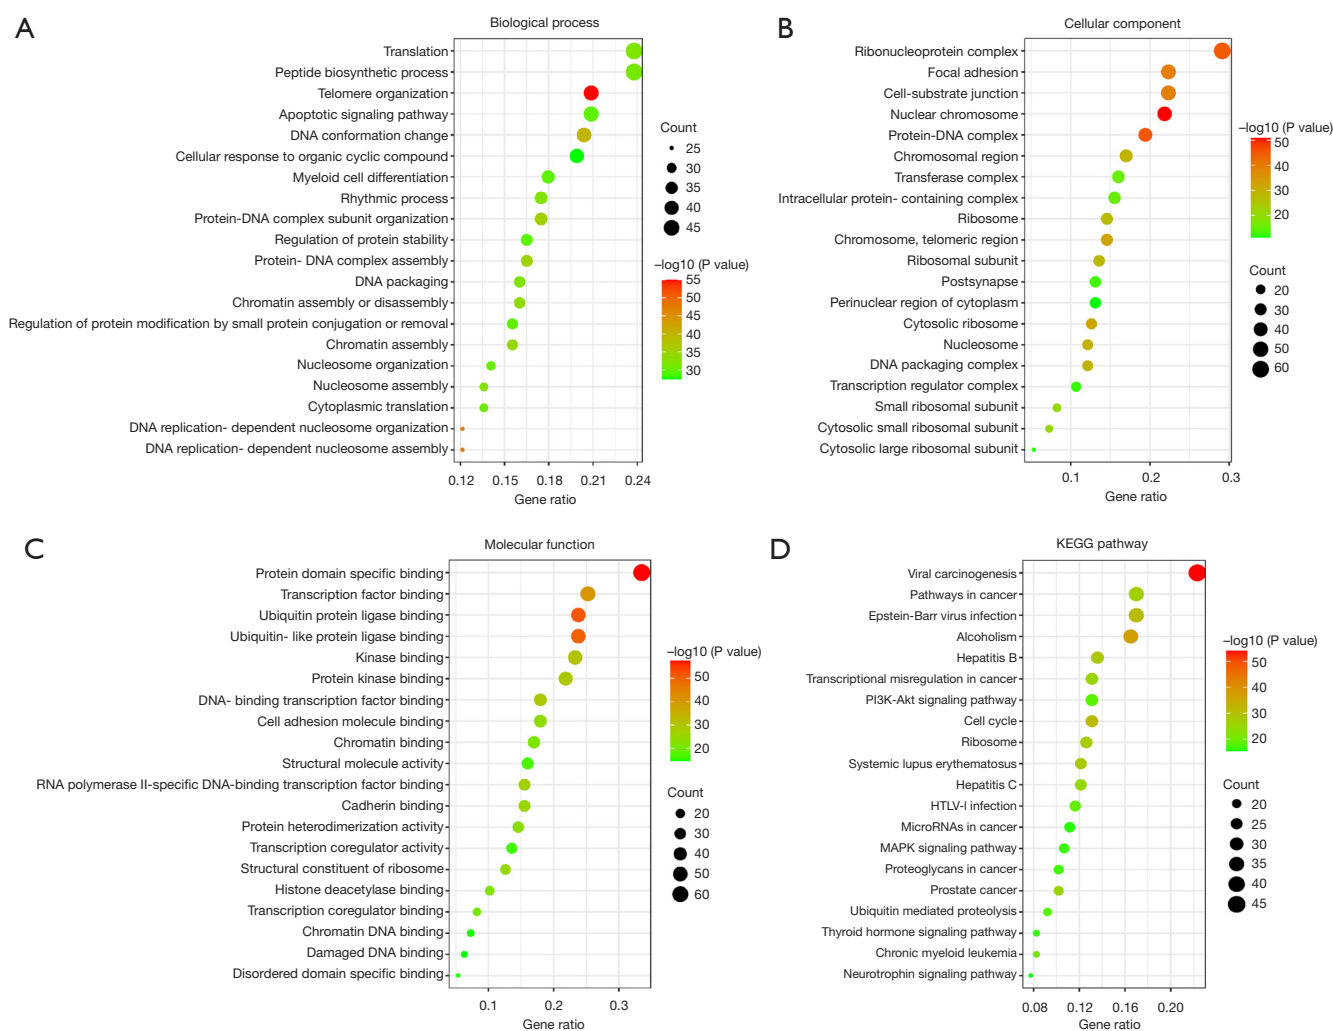 A
Biological process
Translation
Peptide biosynthetic process
Telomere organization
Apoptotic signaling pathway
DNA conformation change
Cellular response to organic cyclic compound
Myeloid cell differentiation
Rhythmic process
Protein-DNA complex subunit organization
Regulation of protein stability
Protein- DNA complex assembly
DNA packaging
Chromatin assembly or disassembly
Regulation of protein modification by small protein conjugation or removal
Chromatin assembly
Nucleosome organization
Nucleosome assembly
Cytoplasmic translation
DNA replication- dependent nucleosome organization
DNA replication- dependent nucleosome assembly
0.12 0.15 0.18 0.21 0.24
Gene ratio
Count
25
30
35
40
45
−log10 (P value)
55
50
45
40
35
30
B
Cellular component
Ribonucleoprotein complex
Focal adhesion
Cell-substrate junction
Nuclear chromosome
Protein-DNA complex
Chromosomal region
Transferase complex
Intracellular protein- containing complex
Ribosome
Chromosome, telomeric region
Ribosomal subunit
Postsynapse
Perinuclear region of cytoplasm
Cytosolic ribosome
Nucleosome
DNA packaging complex
Transcription regulator complex
Small ribosomal subunit
Cytosolic small ribosomal subunit
Cytosolic large ribosomal subunit
0.1 0.2 0.3
Gene ratio
−log10 (P value)
50
40
30
20
Count
20
30
40
50
60
C
Molecular function
Protein domain specific binding
Transcription factor binding
Ubiquitin protein ligase binding
Ubiquitin- like protein ligase binding
Kinase binding
Protein kinase binding
DNA- binding transcription factor binding
Cell adhesion molecule binding
Chromatin binding
Structural molecule activity
RNA polymerase II-specific DNA-binding transcription factor binding
Cadherin binding
Protein heterodimerization activity
Transcription coregulator activity
Structural constituent of ribosome
Histone deacetylase binding
Transcription coregulator binding
Chromatin DNA binding
Damaged DNA binding
Disordered domain specific binding
0.1 0.2 0.3
Gene ratio
−log10 (P value)
50
40
30
20
Count
20
30
40
50
60
D
KEGG pathway
Viral carcinogenesis
Pathways in cancer
Epstein-Barr virus infection
Alcoholism
Hepatitis B
Transcriptional misregulation in cancer
PI3K-Akt signaling pathway
Cell cycle
Ribosome
Systemic lupus erythematosus
Hepatitis C
HTLV-I infection
MicroRNAs in cancer
MAPK signaling pathway
Proteoglycans in cancer
Prostate cancer
Ubiquitin mediated proteolysis
Thyroid hormone signaling pathway
Chronic myeloid leukemia
Neurotrophin signaling pathway
0.08 0.12 0.16 0.20
Gene ratio
−log10 (P value)
50
40
30
20
Count
20
25
30
35
40
45